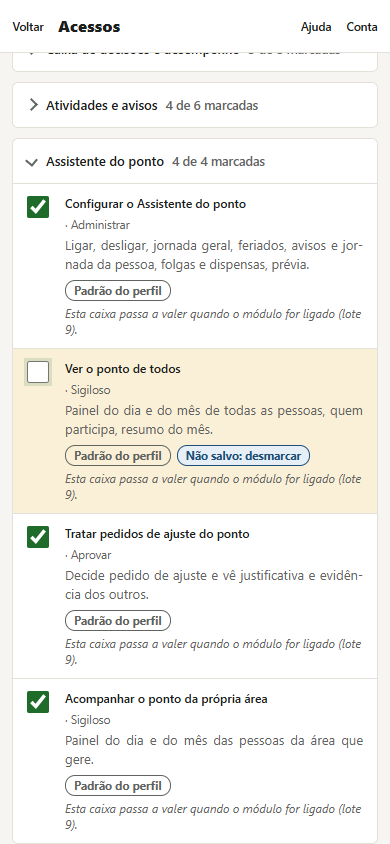 Voltar Acessos Ajuda Conta
Atividades e avisos 4 de 6 marcadas
Assistente do ponto 4 de 4 marcadas
Configurar o Assistente do ponto
· Administrar
Ligar, desligar, jornada geral, feriados, avisos e jor-
nada da pessoa, folgas e dispensas, prévia.
Padrão do perfil
Esta caixa passa a valer quando o módulo for ligado (lote
9).
Ver o ponto de todos
· Sigiloso
Painel do dia e do mês de todas as pessoas, quem
participa, resumo do mês.
Padrão do perfil Não salvo: desmarcar
Esta caixa passa a valer quando o módulo for ligado (lote
9).
Tratar pedidos de ajuste do ponto
· Aprovar
Decide pedido de ajuste e vê justificativa e evidên-
cia dos outros.
Padrão do perfil
Esta caixa passa a valer quando o módulo for ligado (lote
9).
Acompanhar o ponto da própria área
· Sigiloso
Painel do dia e do mês das pessoas da área que
gere.
Padrão do perfil
Esta caixa passa a valer quando o módulo for ligado (lote
9).